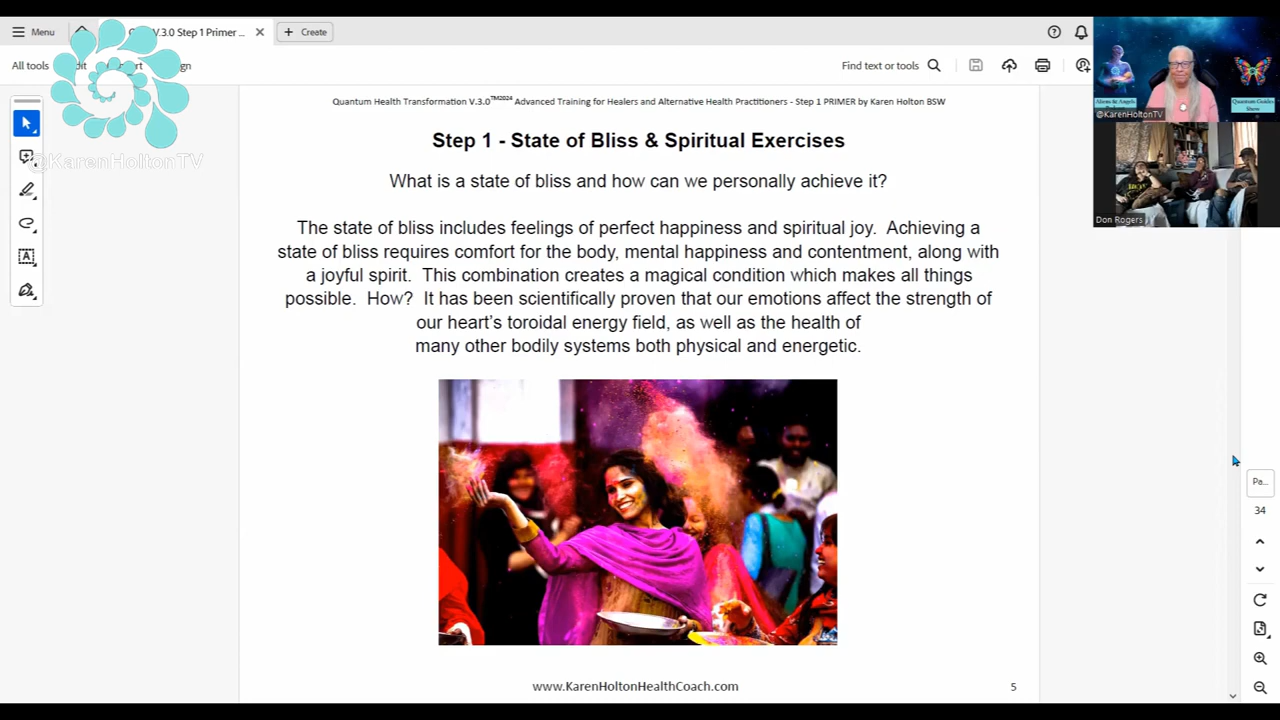 Menu
V.3.0 Step 1 Primer ...
Create
All tools
Find text or tools
@KarenHoltonTV
Aliens & Angels
Quantum Guides
Show
@KarenHoltonTV
Don Rogers
Quantum Health Transformation V.3.0™2024 Advanced Training for Healers and Alternative Health Practitioners - Step 1 PRIMER by Karen Holton BSW
Step 1 - State of Bliss & Spiritual Exercises
What is a state of bliss and how can we personally achieve it?
The state of bliss includes feelings of perfect happiness and spiritual joy. Achieving a
state of bliss requires comfort for the body, mental happiness and contentment, along with
a joyful spirit. This combination creates a magical condition which makes all things
possible. How? It has been scientifically proven that our emotions affect the strength of
our heart's toroidal energy field, as well as the health of
many other bodily systems both physical and energetic.
Pa...
34
www.KarenHoltonHealthCoach.com
5